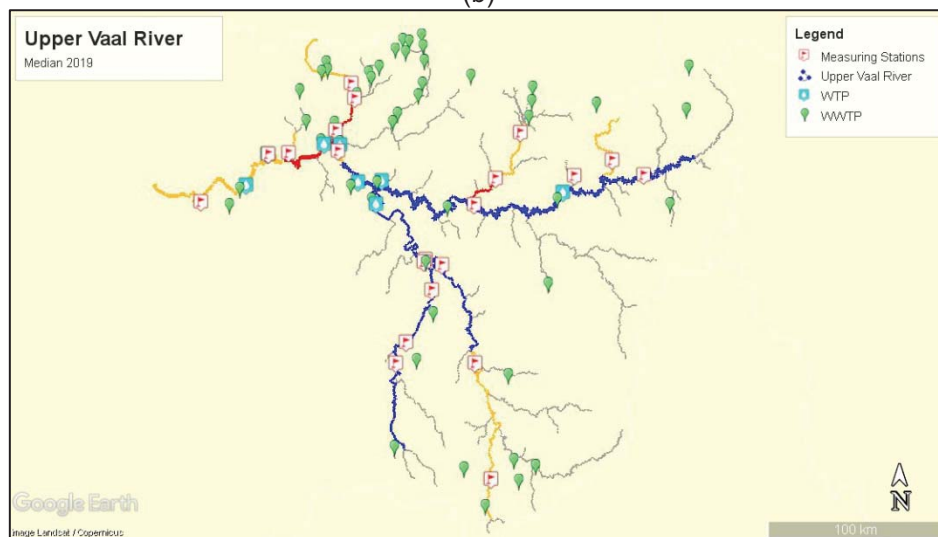 (b)
Upper Vaal River
Median 2019
Legend
Measuring Stations
Upper Vaal River
WTP
WWTP
Google Earth
Image Landsat / Copernicus
N
100 km